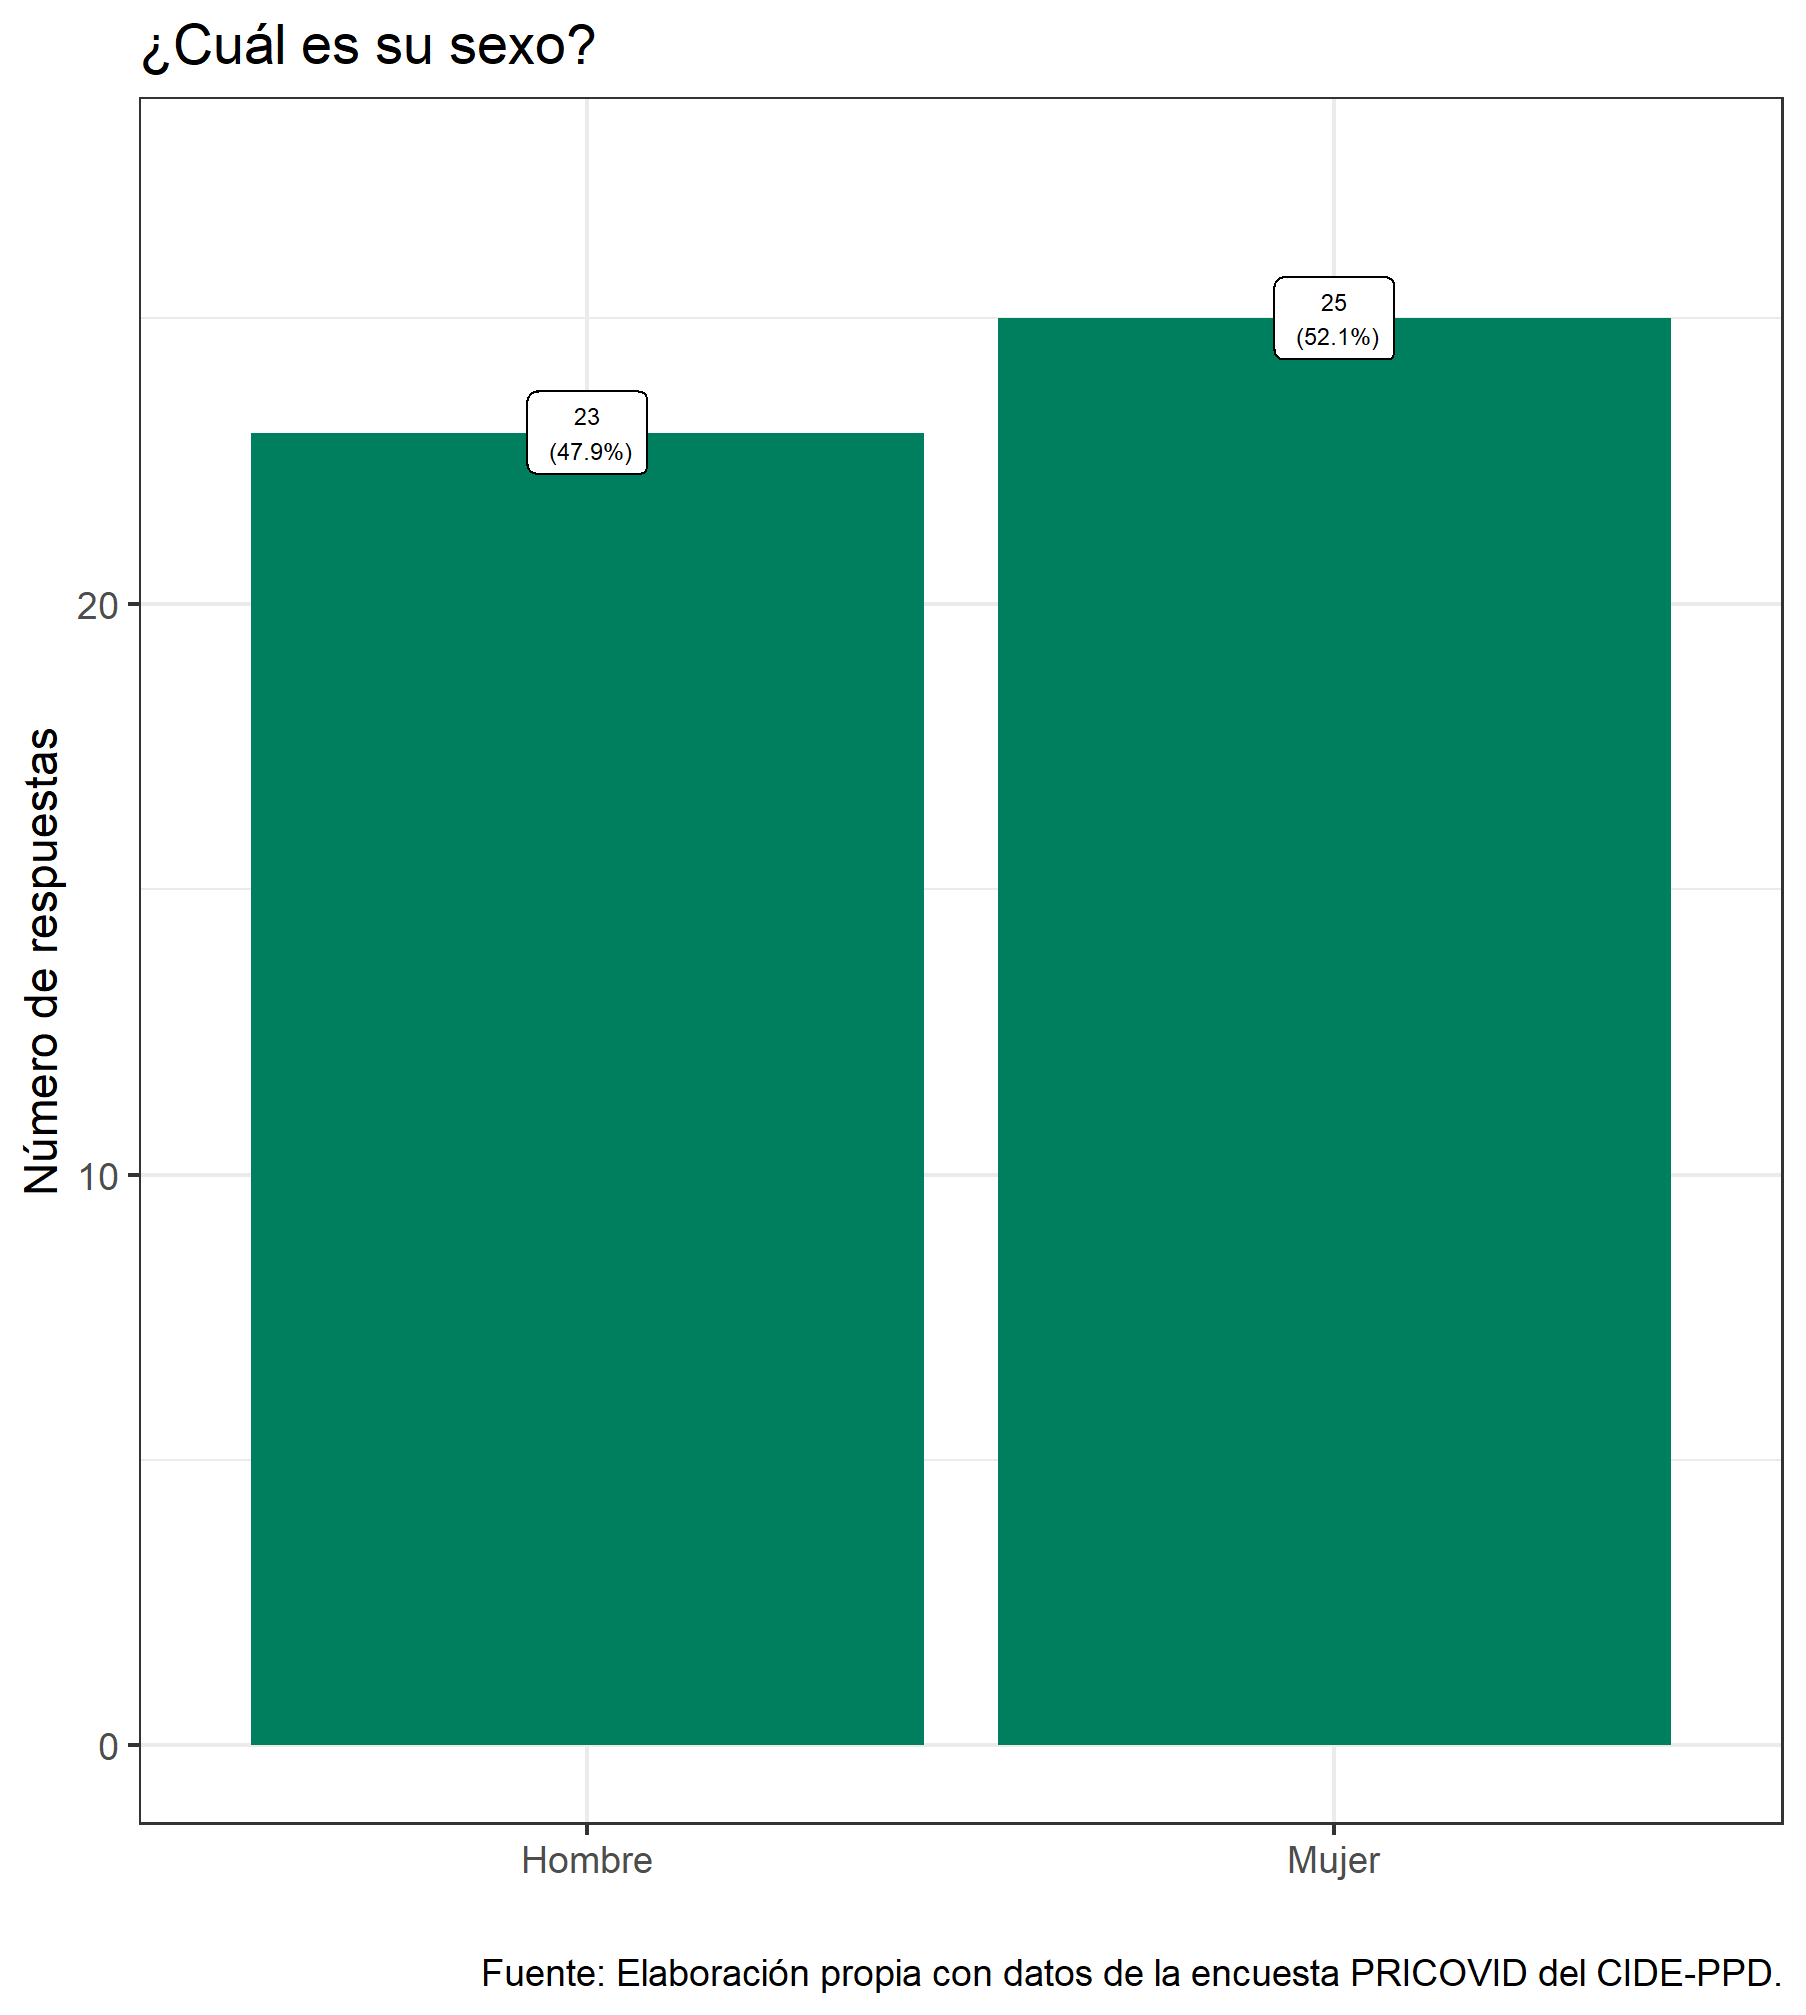 ¿Cuál es su sexo?
Número de respuestas
20
10
0
23
(47.9%)
25
(52.1%)
Hombre
Mujer
Fuente: Elaboración propia con datos de la encuesta PRICOVID del CIDE-PPD.